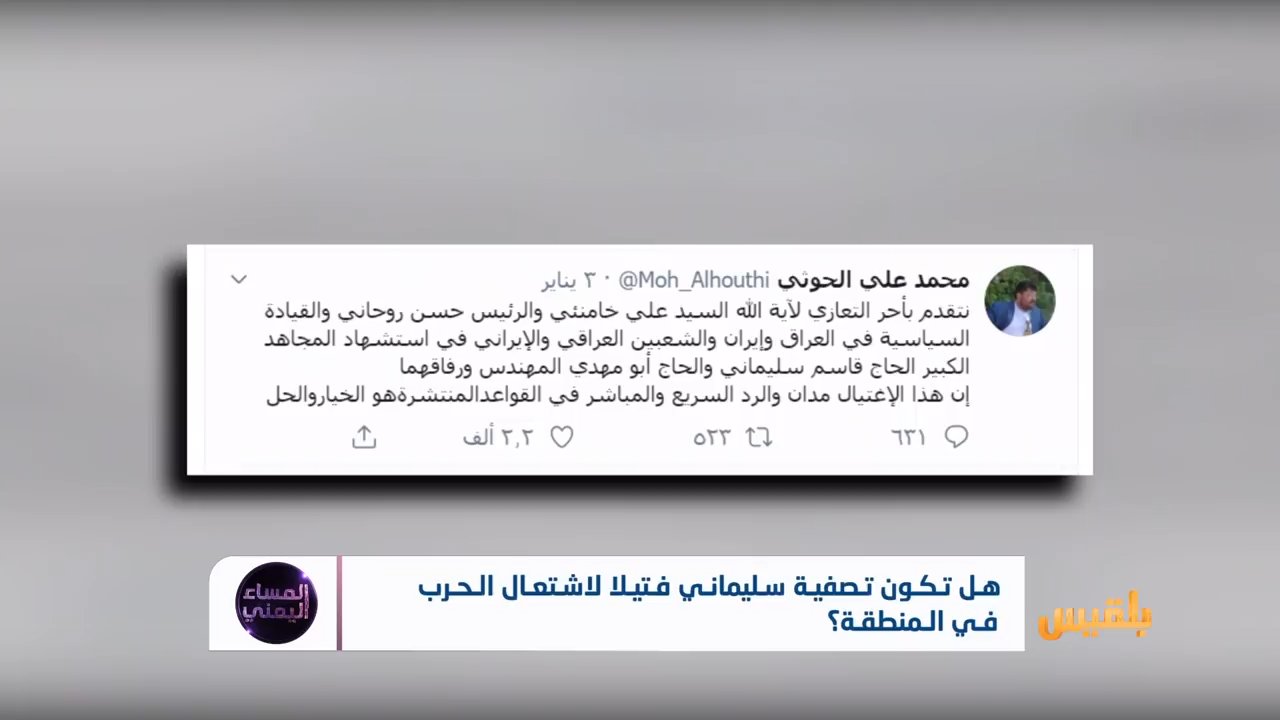 محمد علي الحوثي @Moh_Alhouthi · ٣ يناير
نتقدم بأحر التعازي لآية الله السيد علي خامنئي والرئيس حسن روحاني والقيادة
السياسية في العراق وإيران والشعبين العراقي والإيراني في استشهاد المجاهد
الكبير الحاج قاسم سليماني والحاج أبو مهدي المهندس ورفاقهما
إن هذا الإغتيال مدان والرد السريع والمباشر في القواعدالمنتشرةهو الخياروالحل
٦٣١ ٥٢٣ ٢,٢ ألف
هل تكون تصفية سليماني فتيلا لاشتعال الحرب
في المنطقة؟
المساء
اليمني
بلقيس